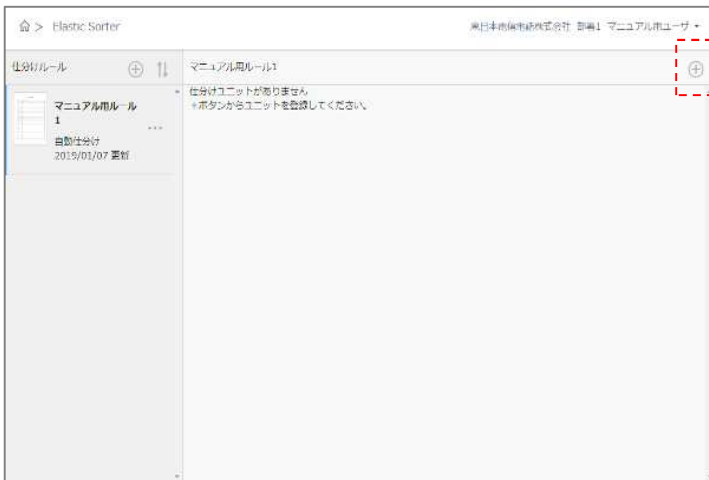 > Elastic Sorter
東日本電信電話株式会社 部署1 マニュアル用ユーザ
仕分けルール
マニュアル用ルール1
仕分けユニットがありません
+ボタンからユニットを登録してください。
マニュアル用ルール
1
自動仕分け
2019/01/07 更新